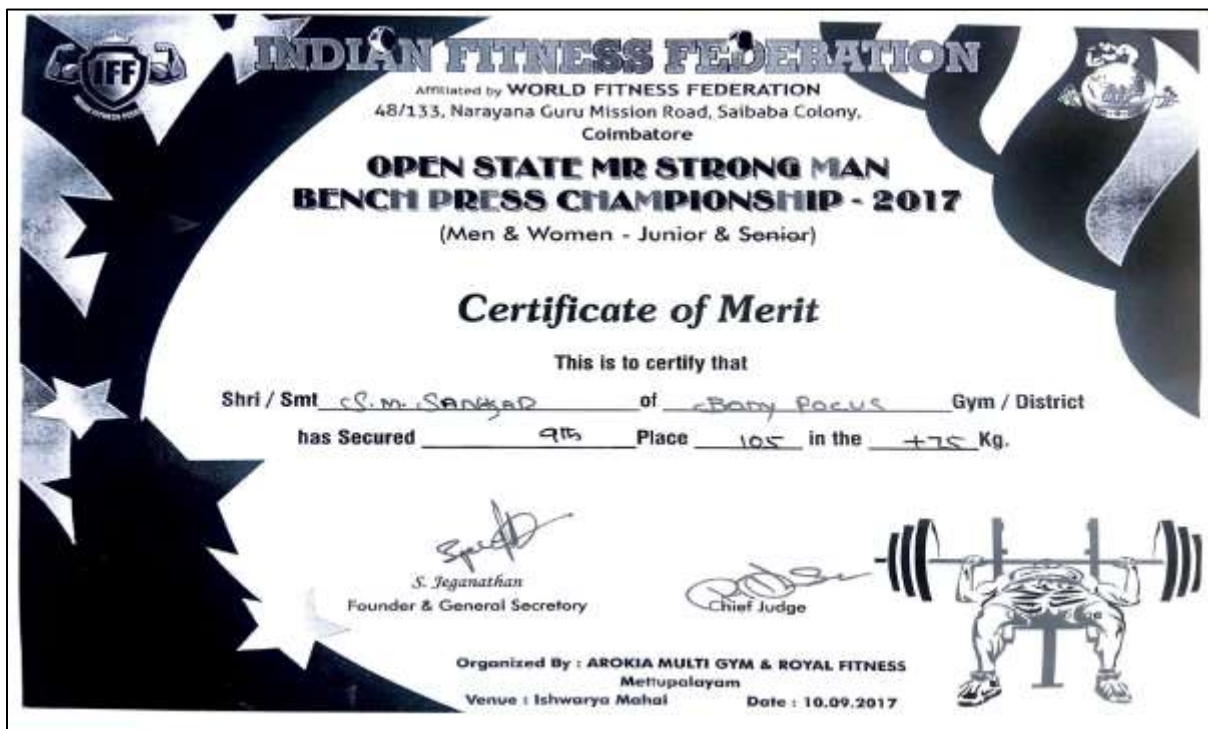 IFF
INDIAN FITNESS FEDERATION
Affiliated by WORLD FITNESS FEDERATION
48/133, Narayana Guru Mission Road, Saibaba Colony,
Coimbatore
OPEN STATE MR STRONG MAN
BENCH PRESS CHAMPIONSHIP - 2017
(Men & Women - Junior & Senior)
Certificate of Merit
This is to certify that
Shri / Smt S.M. of Body Focus Gym / District
has Secured 9th Place 105 in the +75 Kg.
S. Jeganathan
Founder & General Secretory
Chief Judge
Organized By : AROKIA MULTI GYM & ROYAL FITNESS
Mettupalayam
Venue : Ishwarya Mahal Date : 10.09.2017